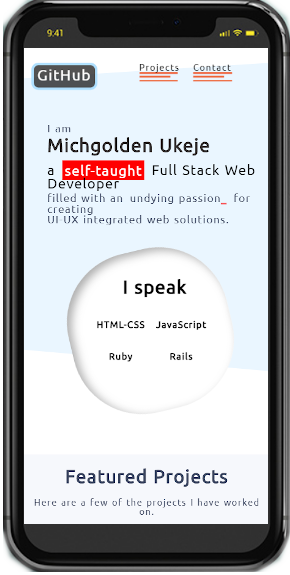 9:41
GitHub
Projects Contact
I am
Michgolden Ukeje
a self-taught Full Stack Web
Developer
filled with an undying passion_ for
creating
UI-UX integrated web solutions.
I speak
HTML-CSS JavaScript
Ruby Rails
Featured Projects
Here are a few of the projects I have worked
on.